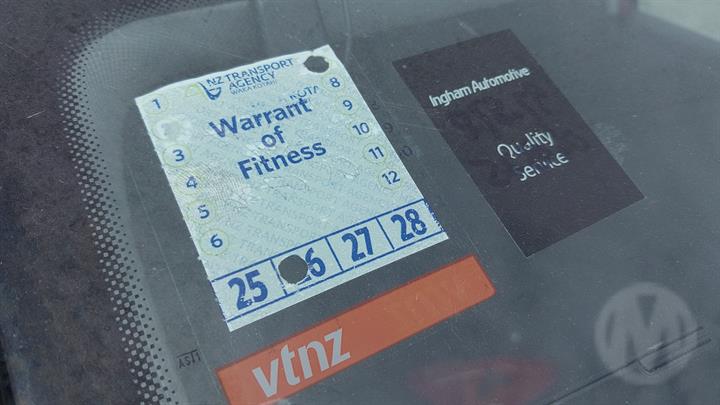 NZ TRANSPORT
AGENCY
WAKA KOTAHI
Warrant
of
Fitness
1
3
4
5
6
8
9
10
11
12
25 26 27 28
vtnz
Ingham Automotive
Quality
Service
M